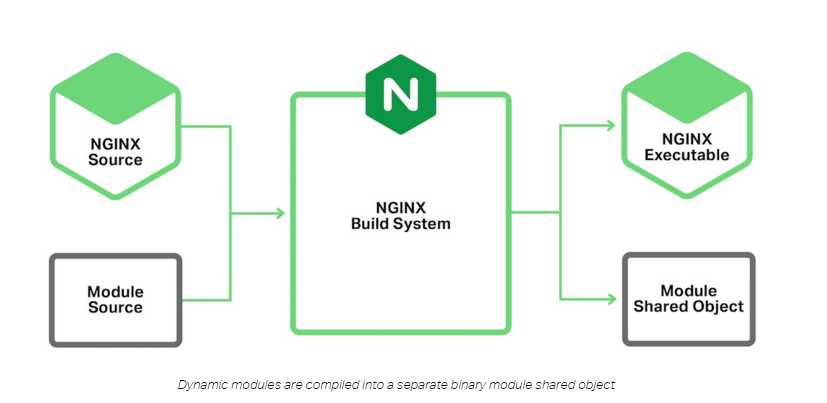 NGINX
Source
Module
Source
N
NGINX
Build System
NGINX
Executable
Module
Shared Object
Dynamic modules are compiled into a separate binary module shared object